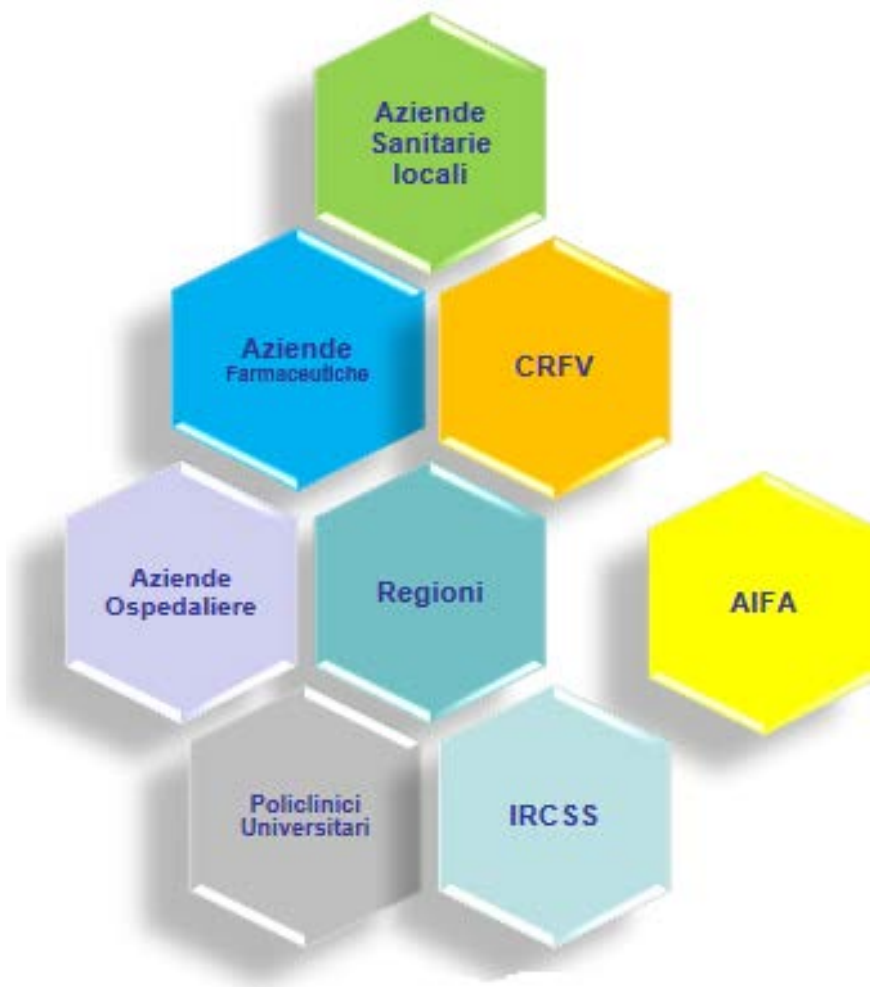 Aziende
Sanitarie
locali
Aziende
Farmaceutiche
CRFV
Aziende
Ospedaliere
Regioni
AIFA
Policlinici
Universitari
IRCSS